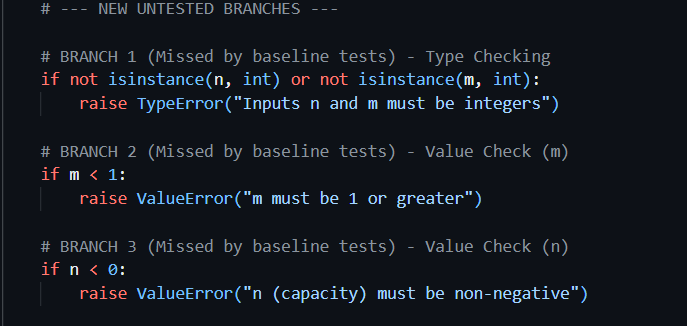 # --- NEW UNTESTED BRANCHES ---
# BRANCH 1 (Missed by baseline tests) - Type Checking
if not isinstance(n, int) or not isinstance(m, int):
    raise TypeError("Inputs n and m must be integers")
# BRANCH 2 (Missed by baseline tests) - Value Check (m)
if m < 1:
    raise ValueError("m must be 1 or greater")
# BRANCH 3 (Missed by baseline tests) - Value Check (n)
if n < 0:
    raise ValueError("n (capacity) must be non-negative")